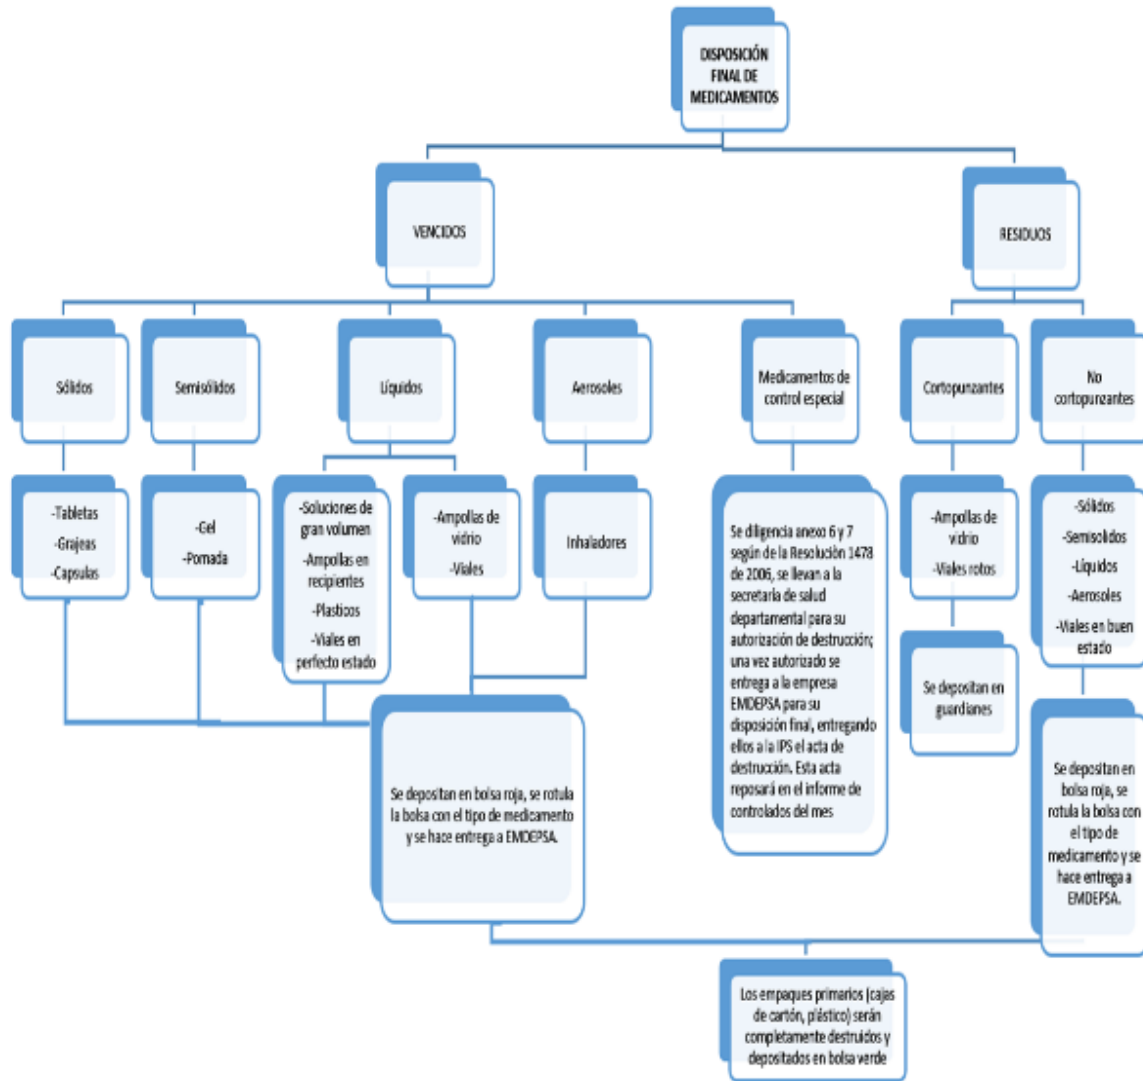 DISPOSICIÓN
FINAL DE
MEDICAMENTOS
VENCIDOS
RESIDUOS
Sólidos
Semisólidos
Líquidos
Aerosoles
Medicamentos de
control especial
Cortopunzantes
No
cortopunzantes
-Tabletas
-Grajeas
-Capsulas
-Gel
-Pomada
-Soluciones de
gran volumen
-Ampollas en
recipientes
-Plasticos
-Viales en
perfecto estado
-Ampollas de
vidrio
-Viales
Inhaladores
Se diligencia anexo 6 y 7
según de la Resolución 1478
de 2006, se llevan a la
secretaría de salud
departamental para su
autorización de destrucción;
una vez autorizado se
entrega a la empresa
EMDEPSA para su
disposición final, entregando
ellos a la IPS el acta de
destrucción. Esta acta
reposará en el informe de
controlados del mes
-Ampollas de
vidrio
-Viales rotos
-Sólidos
-Semisolidos
-Líquidos
-Aerosoles
-Viales en buen
estado
Se depositan en
guardianes
Se depositan en bolsa roja, se rotula
la bolsa con el tipo de medicamento
y se hace entrega a EMDEPSA.
Se depositan en
bolsa roja, se
rotula la bolsa con
el tipo de
medicamento y se
hace entrega a
EMDEPSA.
Los empaques primarios (cajas
de cartón, plástico) serán
completamente destruidos y
depositados en bolsa verde